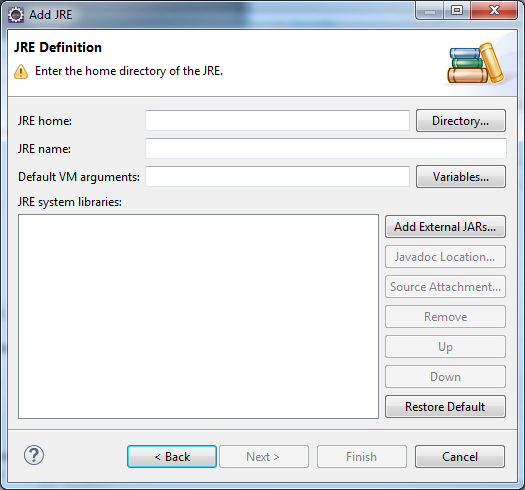 Add JRE
JRE Definition
Enter the home directory of the JRE.
JRE home:
Directory...
JRE name:
Default VM arguments:
Variables...
JRE system libraries:
Add External JARs...
Javadoc Location...
Source Attachment...
Remove
Up
Down
Restore Default
?
< Back
Next >
Finish
Cancel